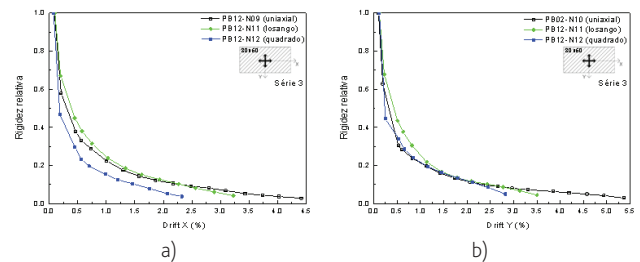 PB12-N09 (uniaxial)
PB12-N11 (losango)
PB12-N12 (quadrado)
30x60
Série 3
Rigidez relativa
1.0
0.8
0.6
0.4
0.2
0.0
0.0 0.5 1.0 1.5 2.0 2.5 3.0 3.5 4.0 4.5
Drift X (%)
a)
PB02-N10 (uniaxial)
PB12-N11 (losango)
PB12-N12 (quadrado)
30x60
Série 3
Rigidez relativa
1.0
0.8
0.6
0.4
0.2
0.0
0.0 0.5 1.0 1.5 2.0 2.5 3.0 3.5 4.0 4.5 5.0 5.5
Drift Y (%)
b)